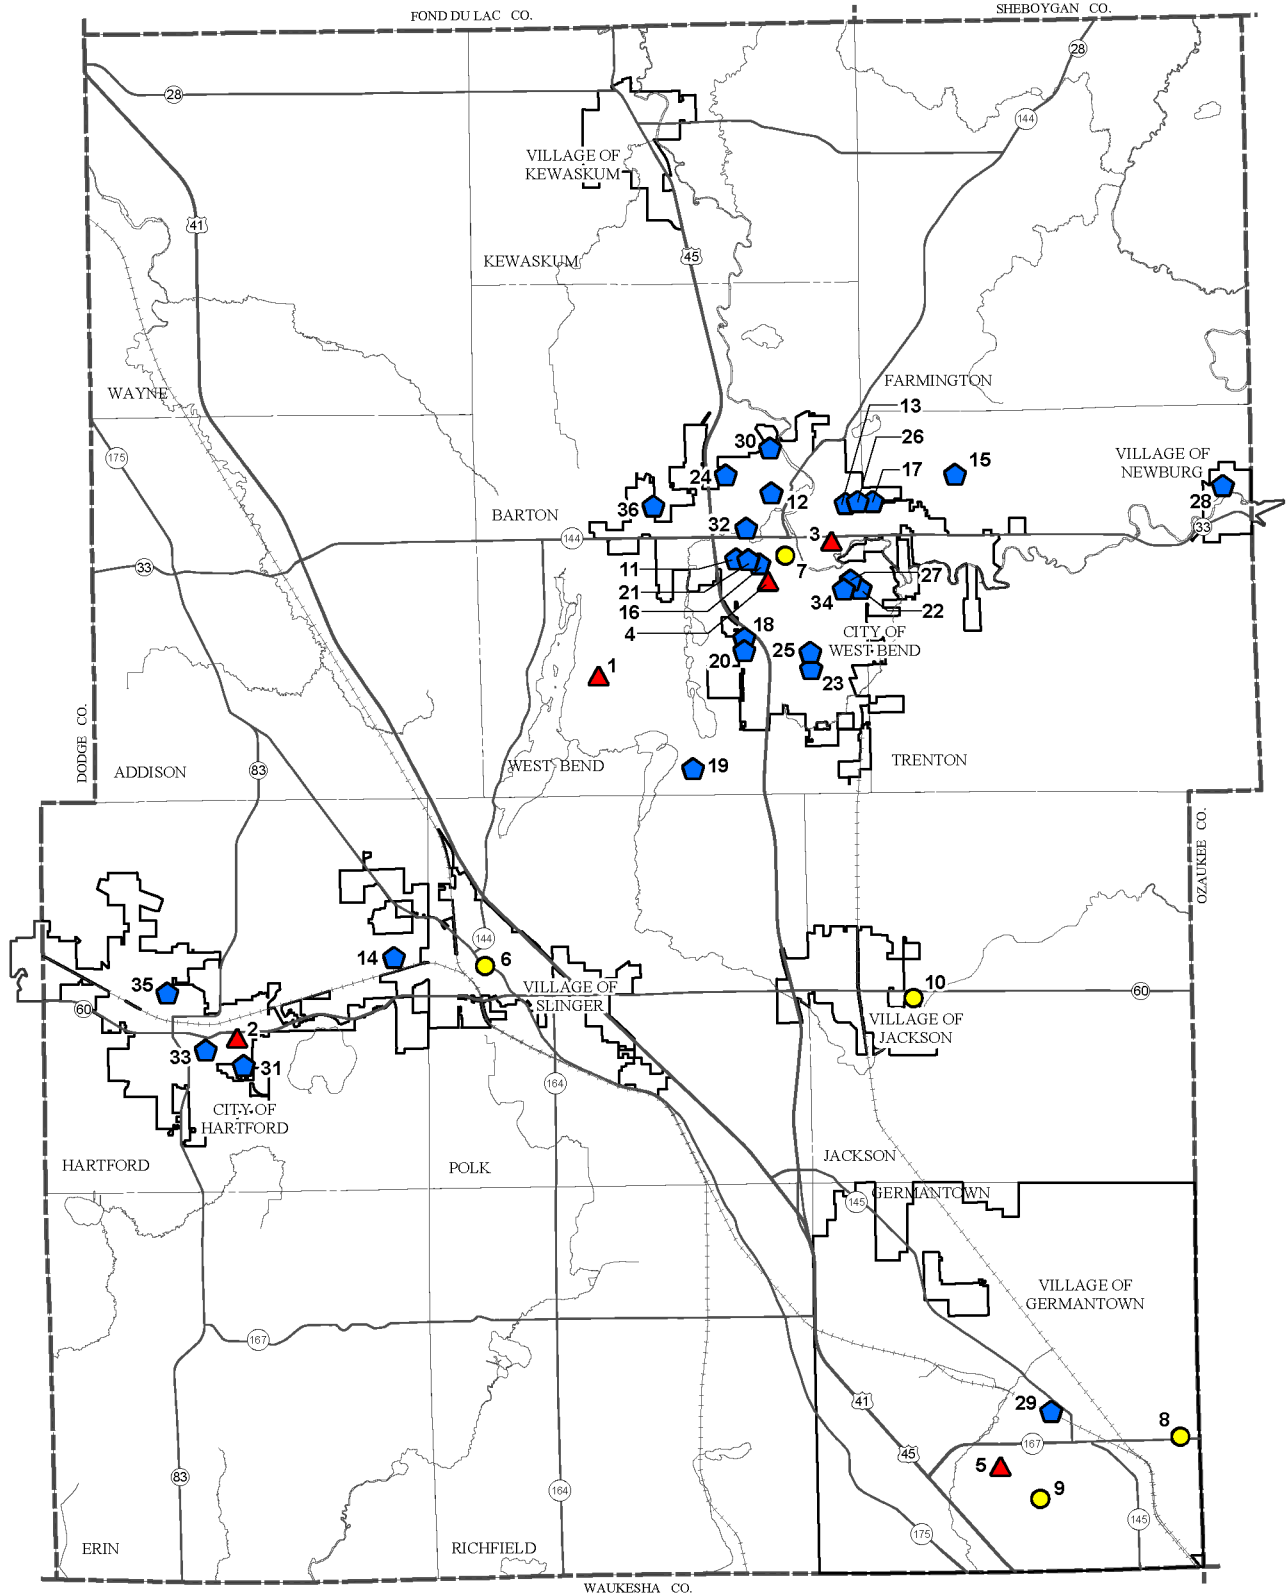 FOND DU LAC CO.
SHEBOYGAN CO.
28
28
144
VILLAGE OF
KEWASKUM
41
45
KEWASKUM
WAYNE
FARMINGTON
13
26
30
175
17
15
VILLAGE OF
NEWBURG
24
12
28
36
BARTON
32
3
33
144
33
11
7
27
21
16
34
22
4
18
CITY OF
WEST BEND
20
25
23
1
DODGE CO.
ADDISON
83
WEST BEND
19
TRENTON
OZAUKEE CO.
144
14
6
35
VILLAGE OF
SLINGER
10
60
60
VILLAGE OF
JACKSON
2
33
31
164
CITY OF
HARTFORD
HARTFORD
POLK
JACKSON
GERMANTOWN
145
VILLAGE OF
GERMANTOWN
167
41
29
8
45
167
5
83
9
164
145
175
ERIN
RICHFIELD
WAUKESHA CO.